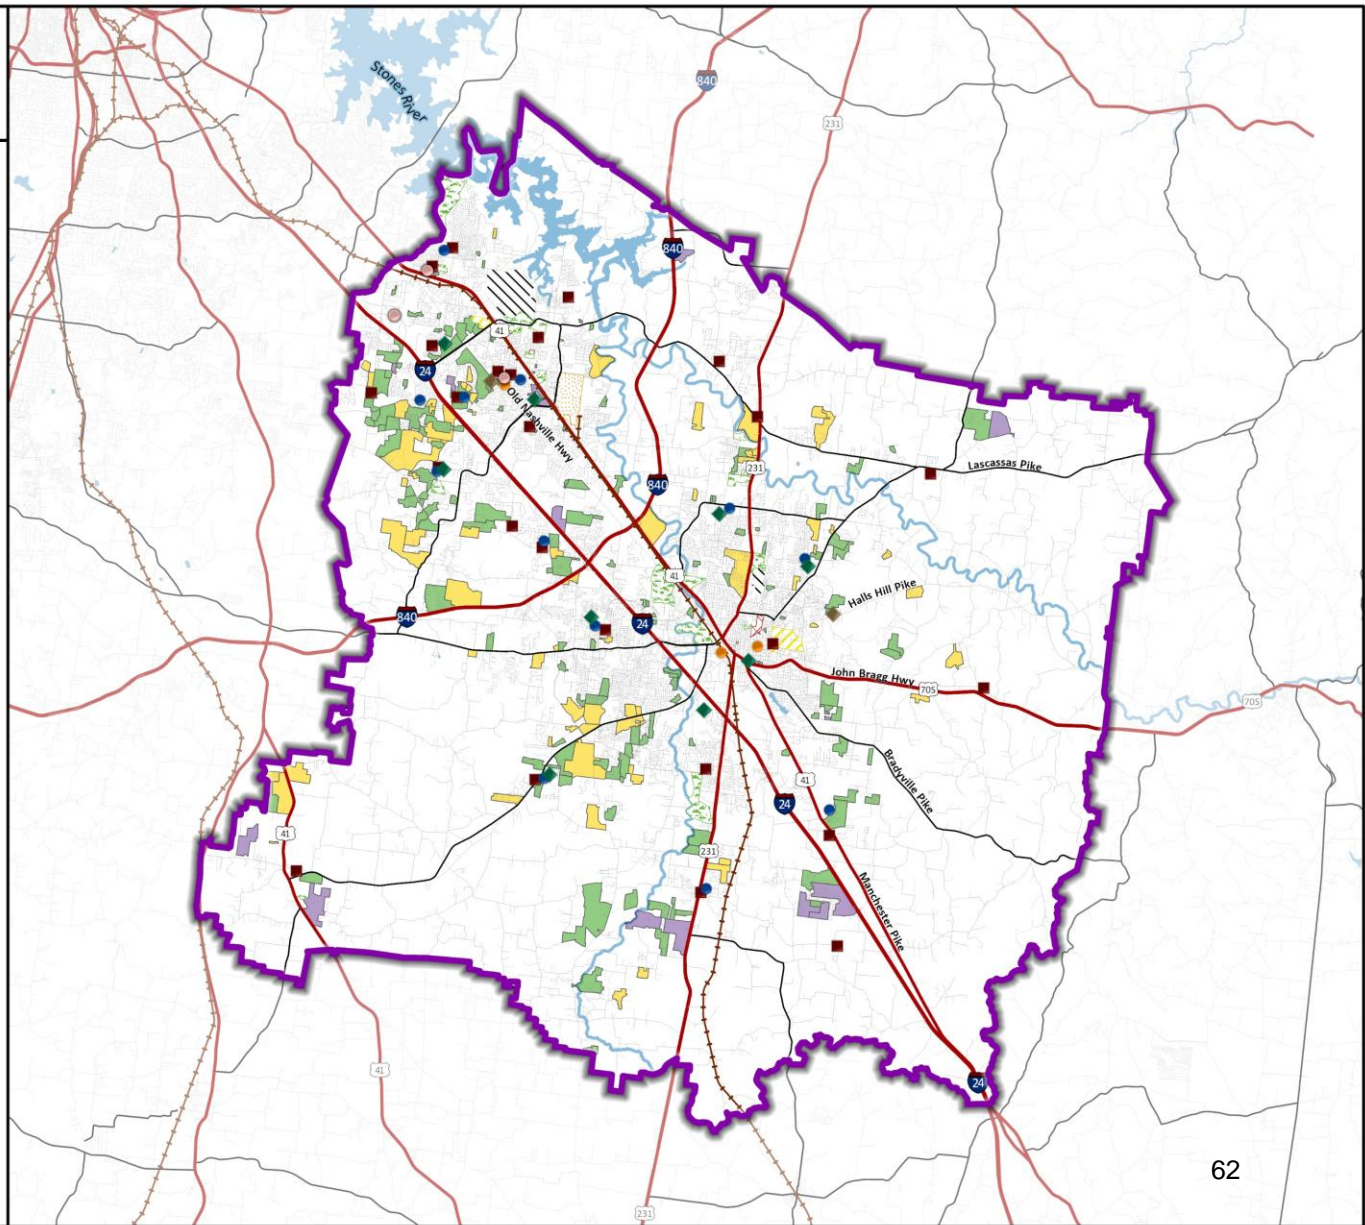 Stones River
840
231
840
41
24
Old Nashville Hwy
231
Lascassas Pike
840
41
Halls Hill Pike
840
24
John Bragg Hwy
705
705
Bradyville Pike
41
24
41
231
Manchester Pike
24
41
62
231